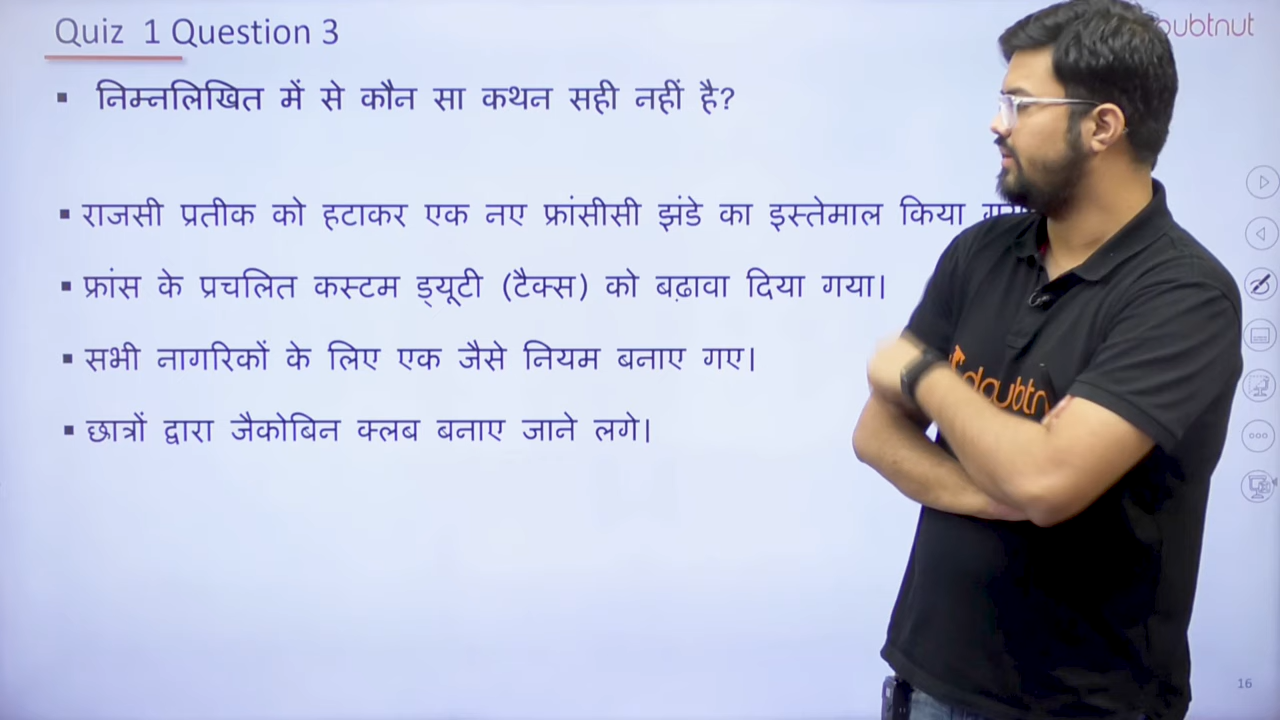 Quiz 1 Question 3
निम्नलिखित में से कौन सा कथन सही नहीं है?
राजसी प्रतीक को हटाकर एक नए फ्रांसीसी झंडे का इस्तेमाल किया
फ्रांस के प्रचलित कस्टम ड्यूटी (टैक्स) को बढ़ावा दिया गया।
सभी नागरिकों के लिए एक जैसे नियम बनाए गए।
छात्रों द्वारा जैकोबिन क्लब बनाए जाने लगे।
16